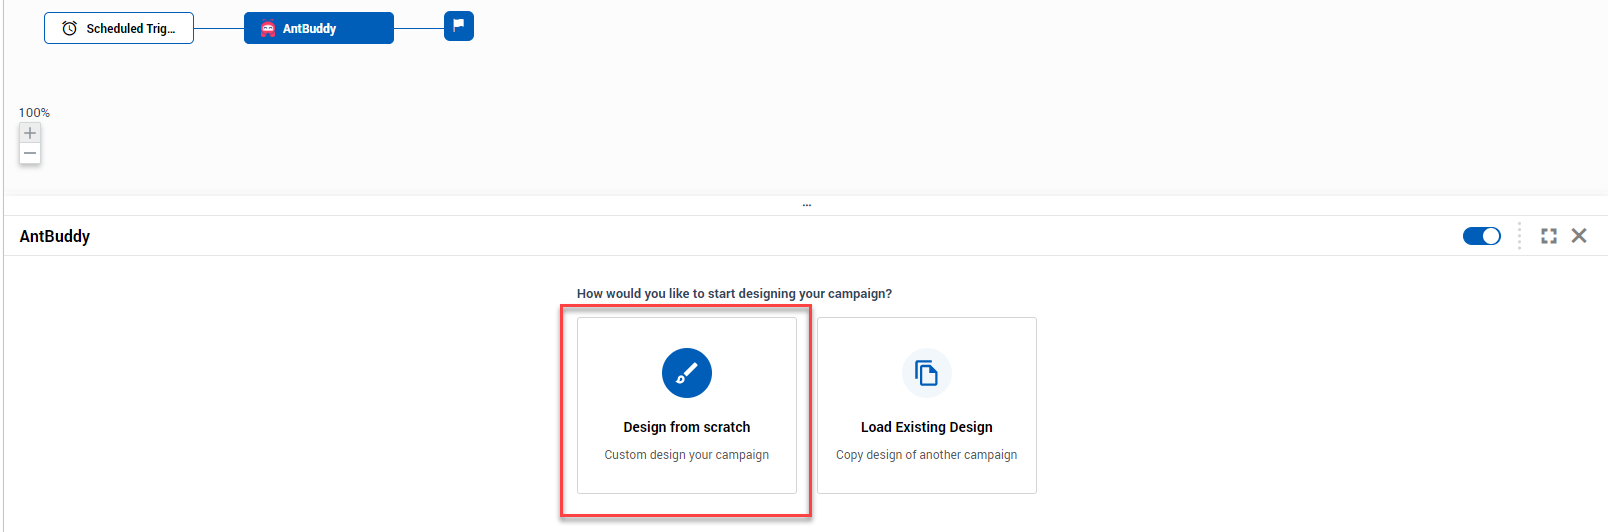 Scheduled Trig...
AntBuddy
100%
...
AntBuddy
How would you like to start designing your campaign?
Design from scratch
Custom design your campaign
Load Existing Design
Copy design of another campaign